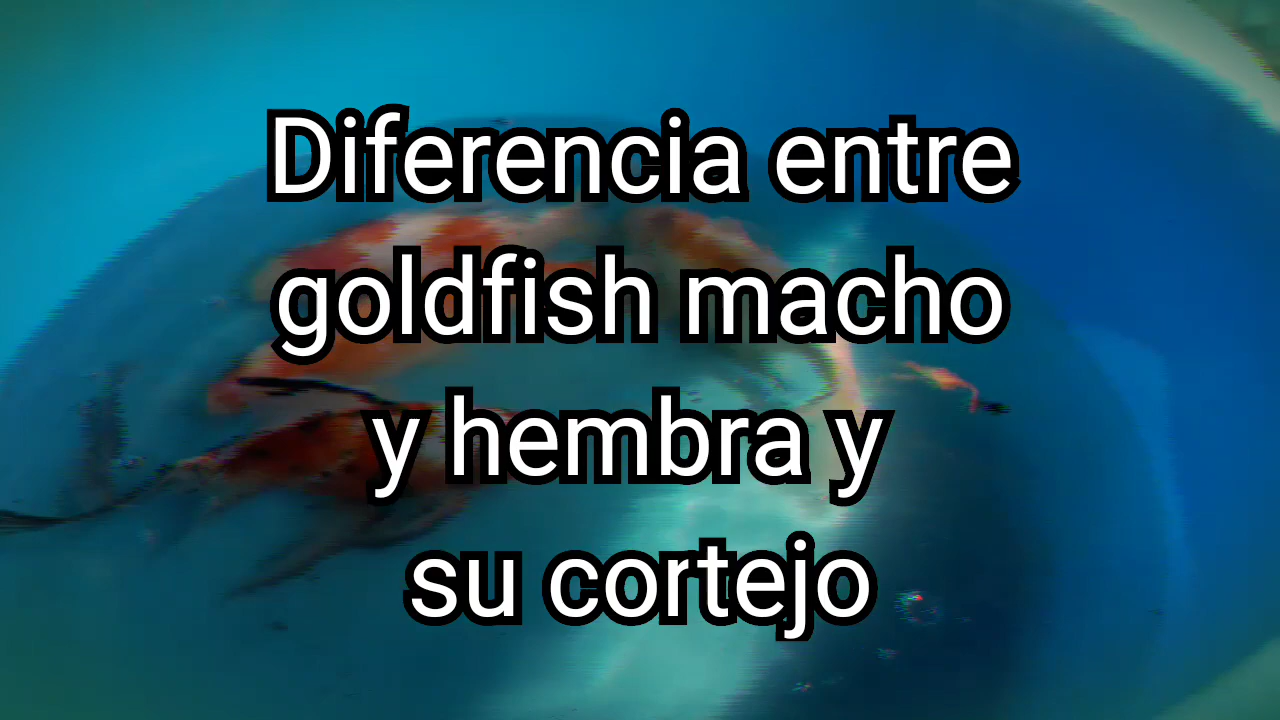 Diferencia entre
goldfish macho
y hembra y
su cortejo